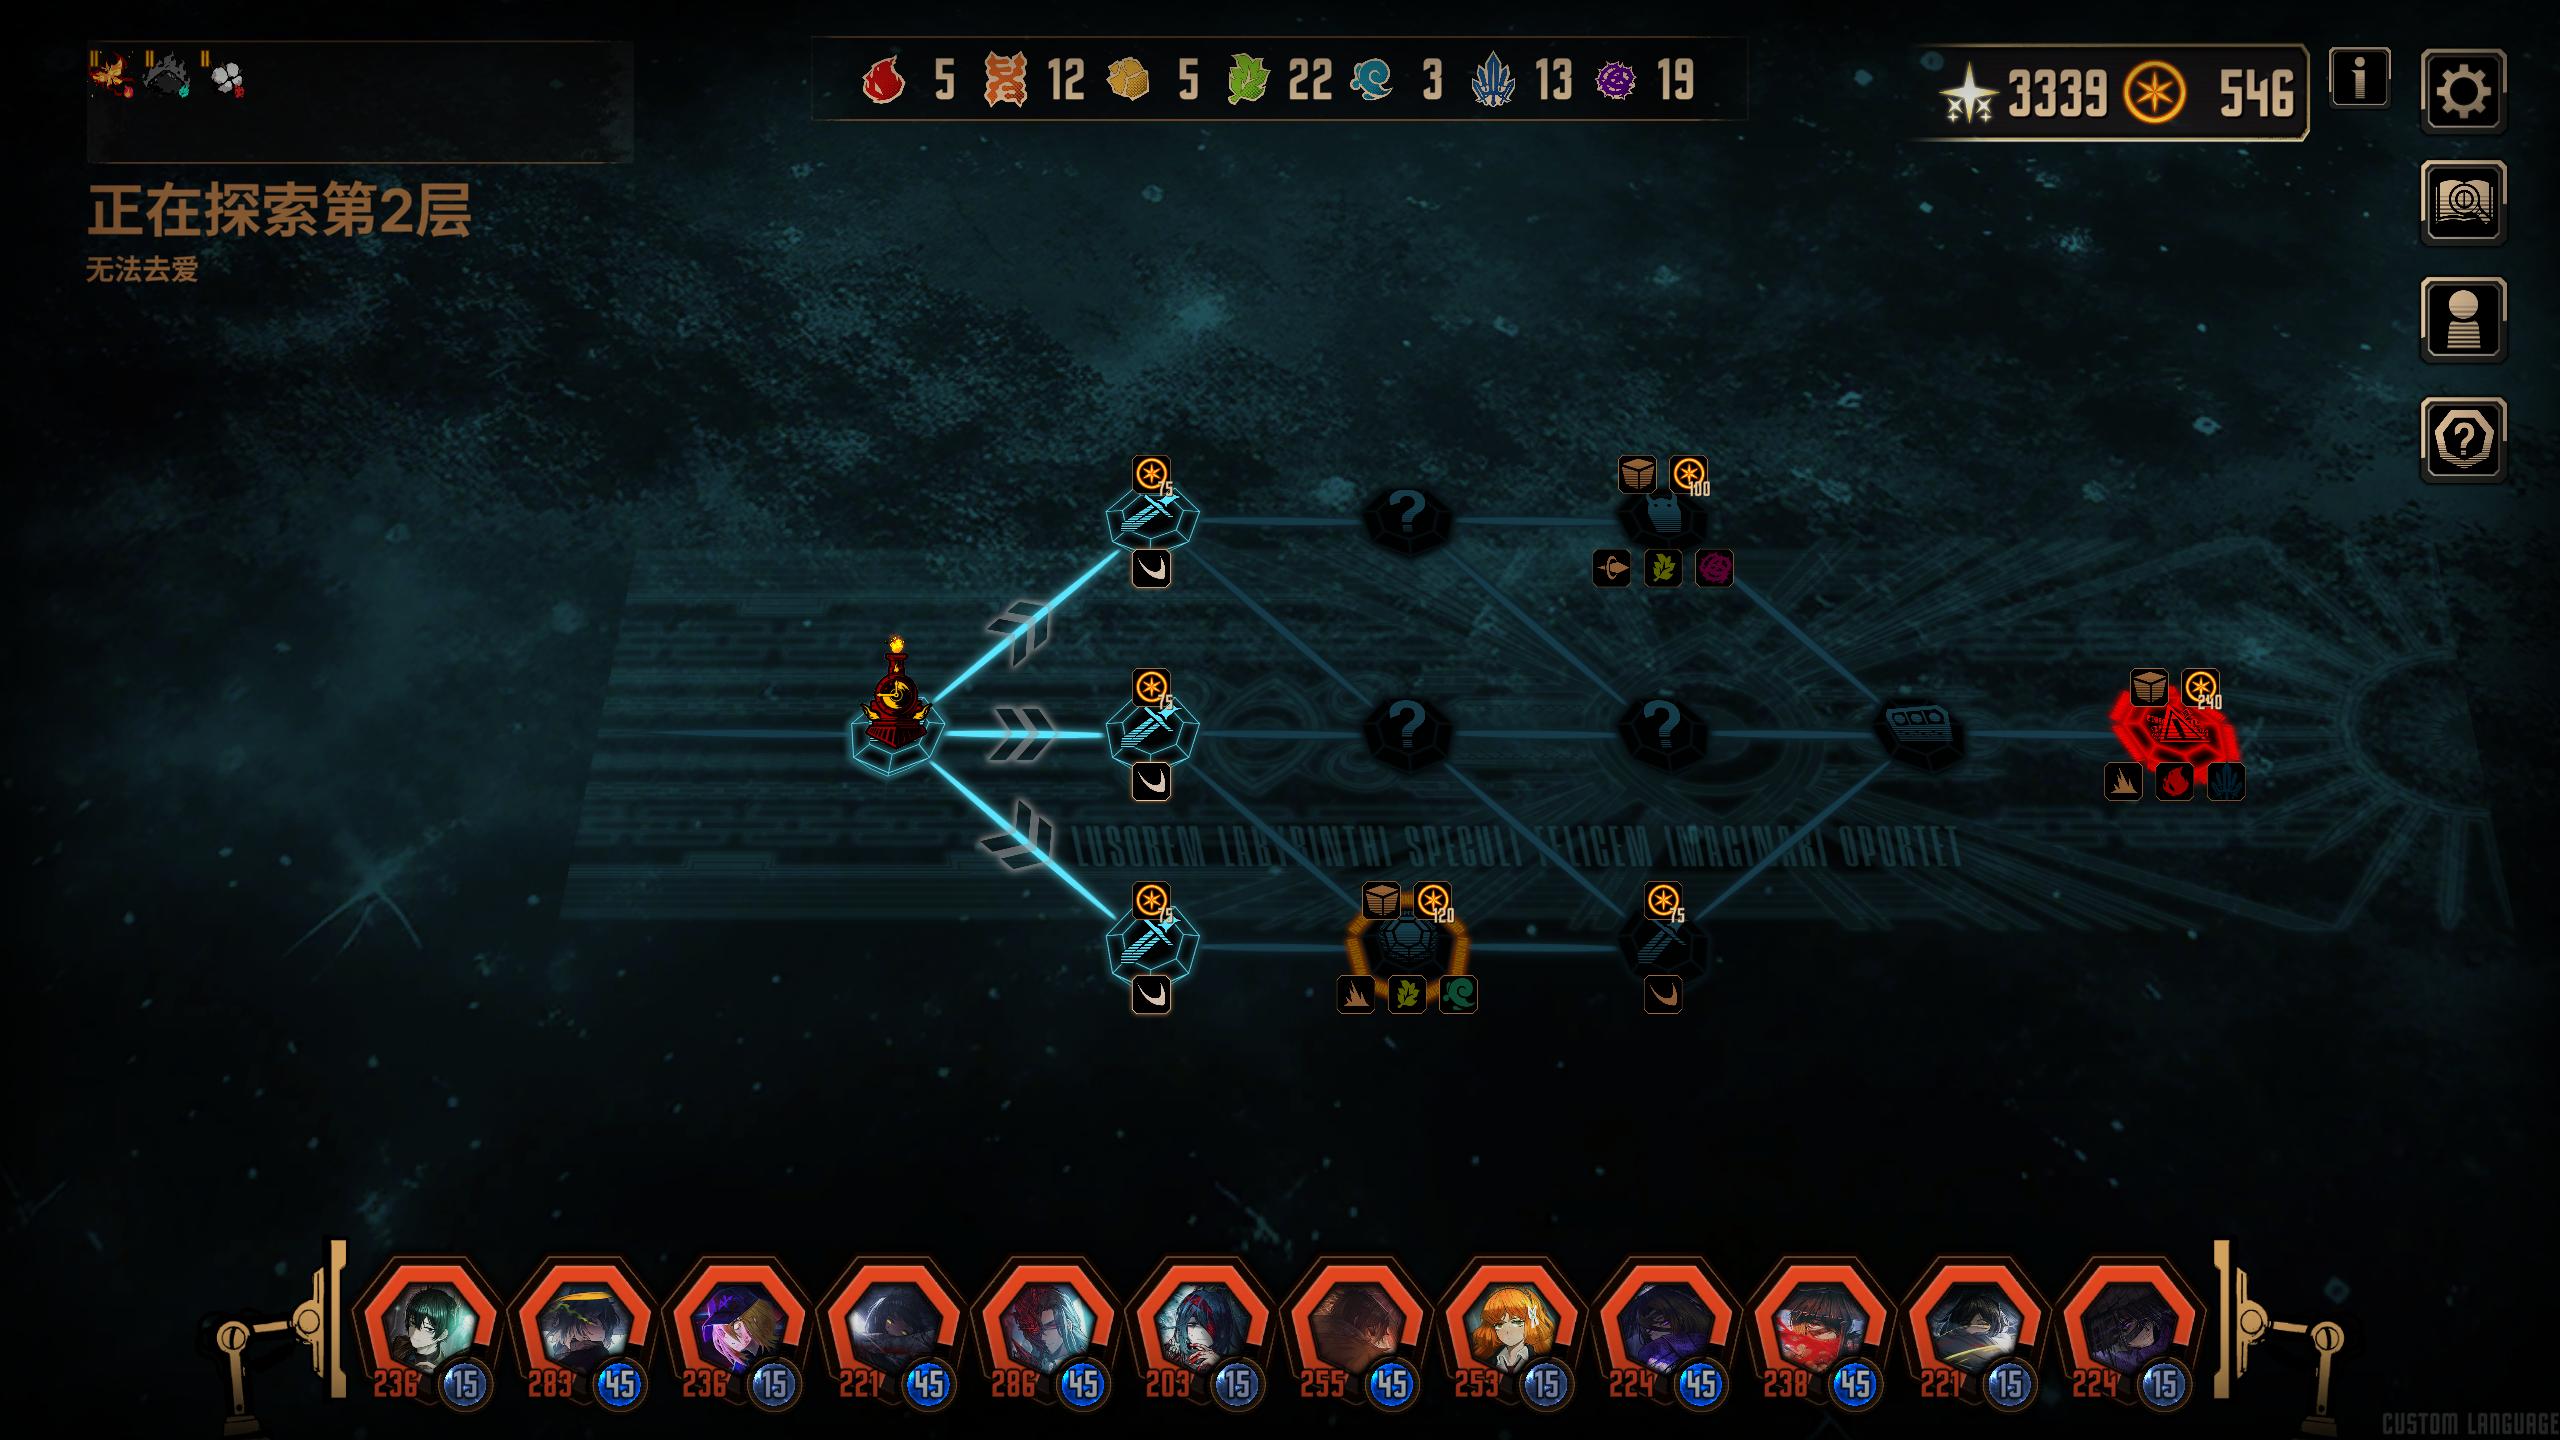 5 12 5 22 3 13 19
3339 546
正在探索第2层
无法去爱
75 100
75 240
LUSOREM LABYRINTHI SPECULI FELICEM IMAGINARI OPORTET
75 120 75
236 15 283 45 236 15 221 45 286 45 203 15 255 45 253 15 224 45 238 45 221 15 224 15
CUSTOM LANGUAGE